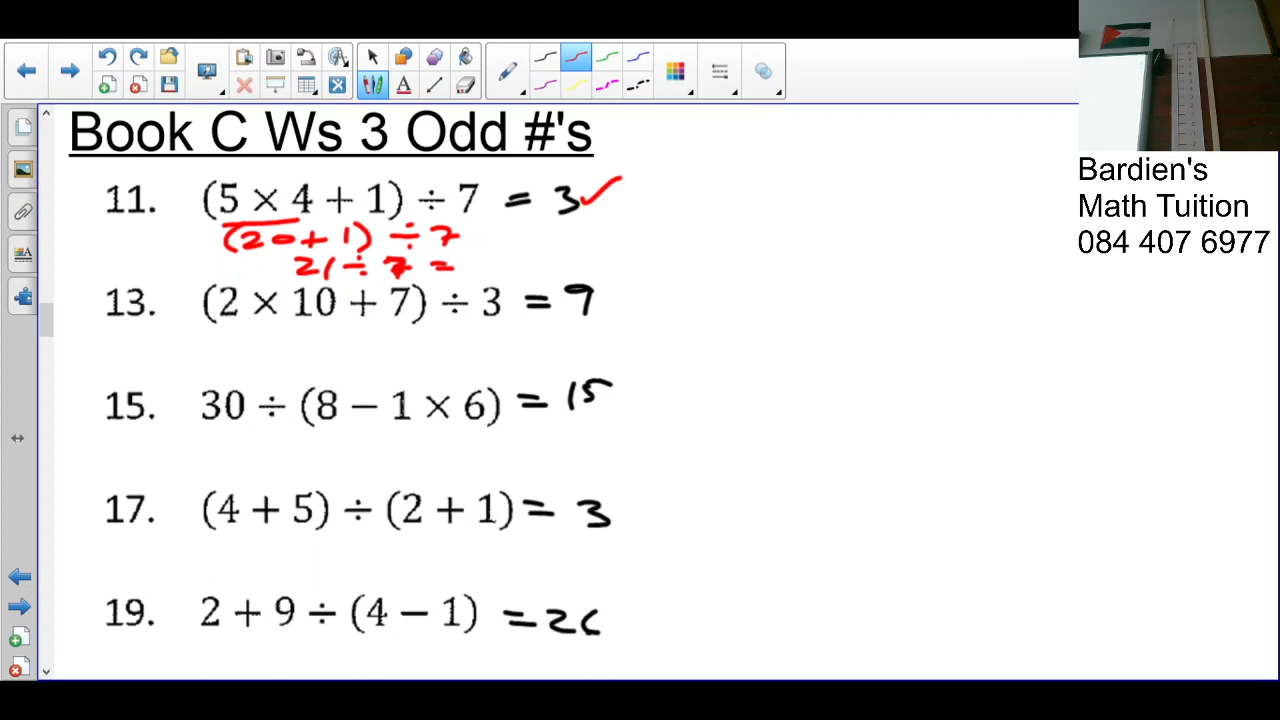 Book C Ws 3 Odd #'s
11. (5 × 4 + 1) ÷ 7 = 3 ✓
(20 + 1) ÷ 7
21 ÷ 7 =
13. (2 × 10 + 7) ÷ 3 = 9
15. 30 ÷ (8 − 1 × 6) = 15
17. (4 + 5) ÷ (2 + 1) = 3
19. 2 + 9 ÷ (4 − 1) =
Bardien's
Math Tuition
084 407 6977